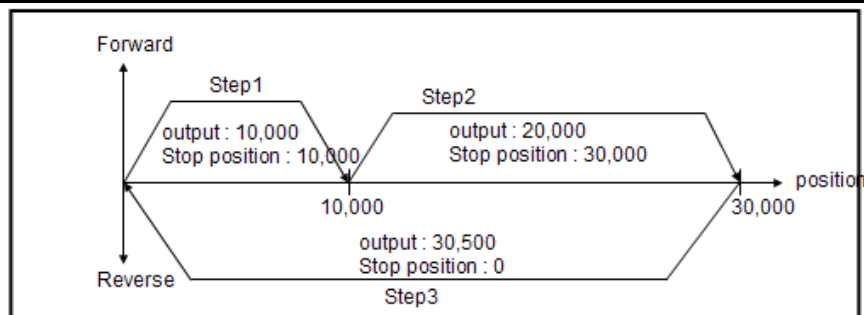 Forward
Step1
Step2
output : 10,000
Stop position : 10,000
output : 20,000
Stop position : 30,000
position
10,000
30,000
output : 30,500
Stop position : 0
Reverse
Step3